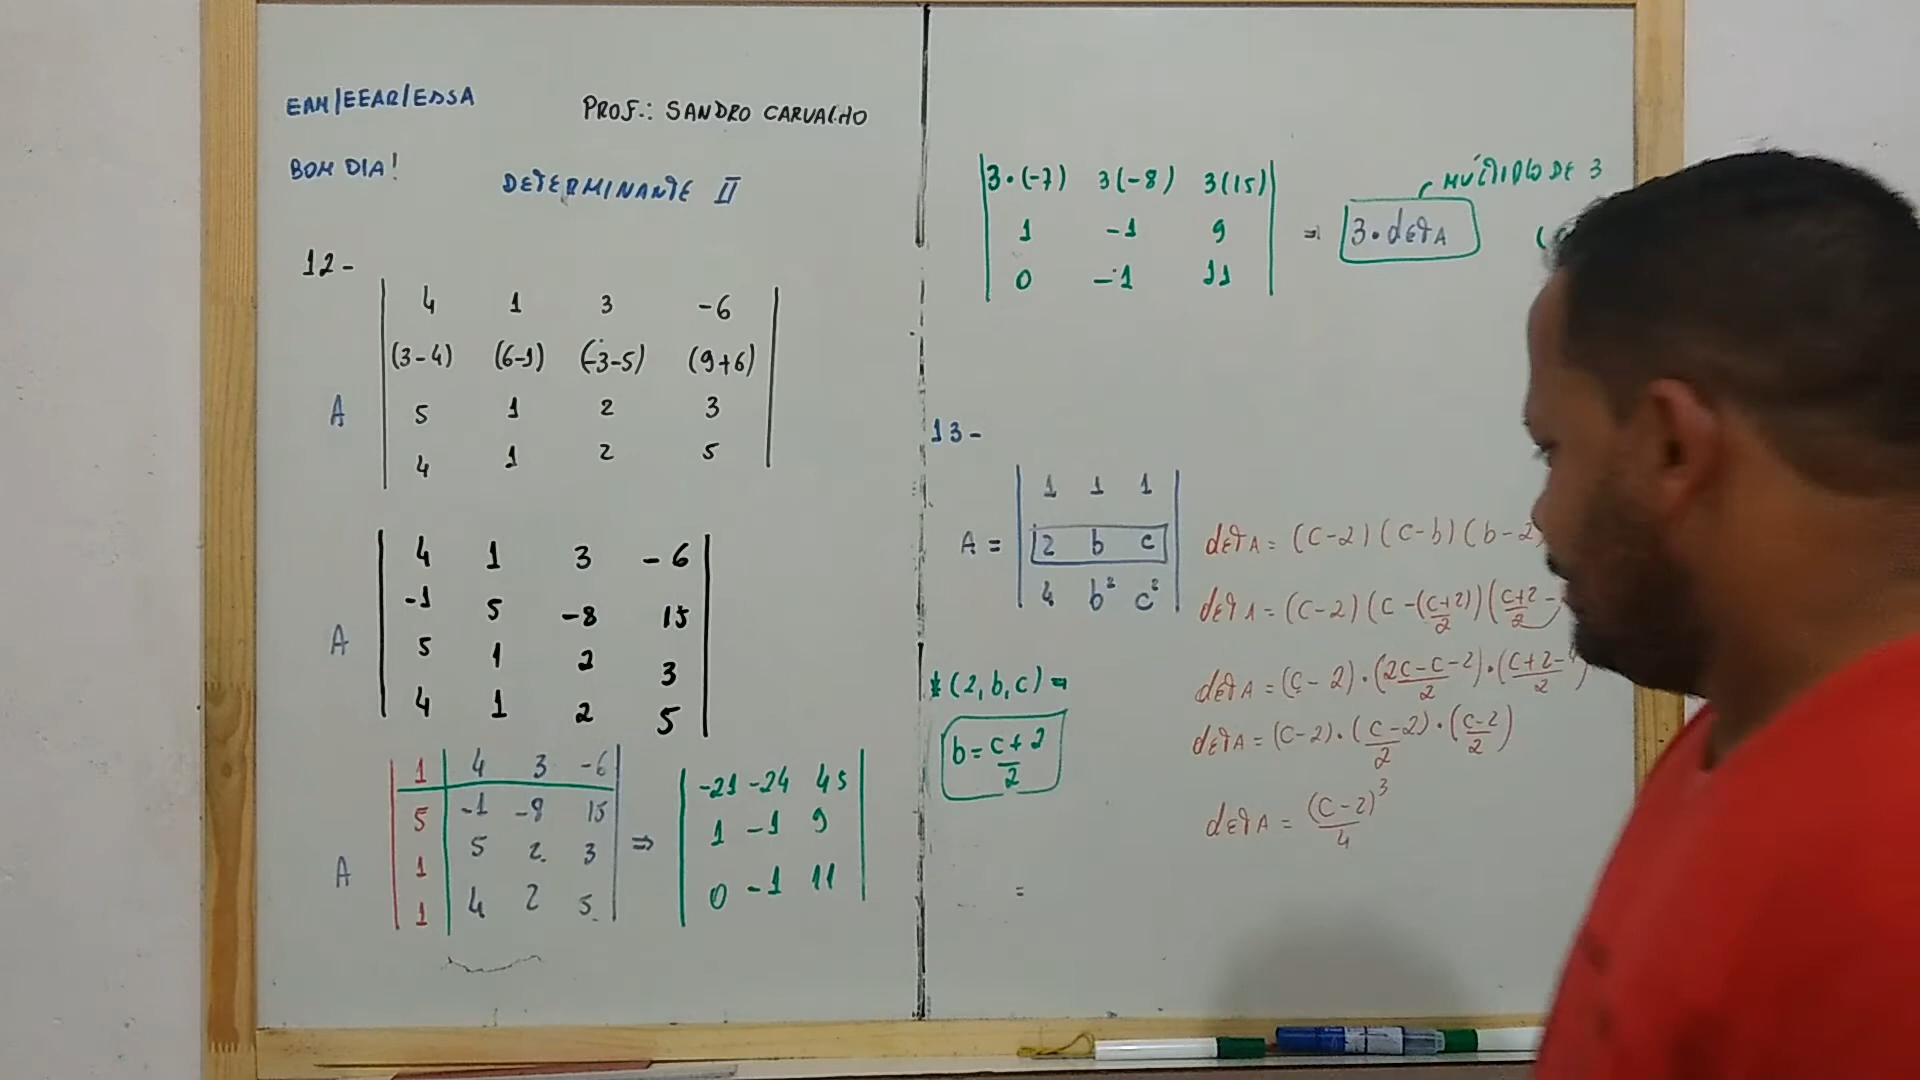 EAM/EEAR/ESSA
PROF.: SANDRO CARVALHO
BOM DIA!
DETERMINANTE II
12-
4 1 3 -6
(3-4) (6-1) (-3-5) (9+6)
A
5 1 2 3
4 1 2 5
4 1 3 -6
-1 5 -8 15
A
5 1 2 3
4 1 2 5
1 4 3 -6
5 -1 -8 15
A
1 5 2 3
1 4 2 5
⇒
-21 -24 45
1 -1 9
0 -1 11
3·(-7) 3(-8) 3(15)
1 -1 9
0 -1 11
⇒ 3·detA
MÚLTIPLO DE 3
13-
A =
1 1 1
2 b c
4 b² c²
*(2,b,c)⇒
b = c+2/2
detA = (c-2)(c-b)(b-2
detA = (c-2)(c-(c+2)/2)(c+2/2 -
detA = (c-2)·(2c-c-2/2)·(c+2-4/2)
detA = (c-2)·(c-2/2)·(c-2/2)
detA = (c-2)³/4
=